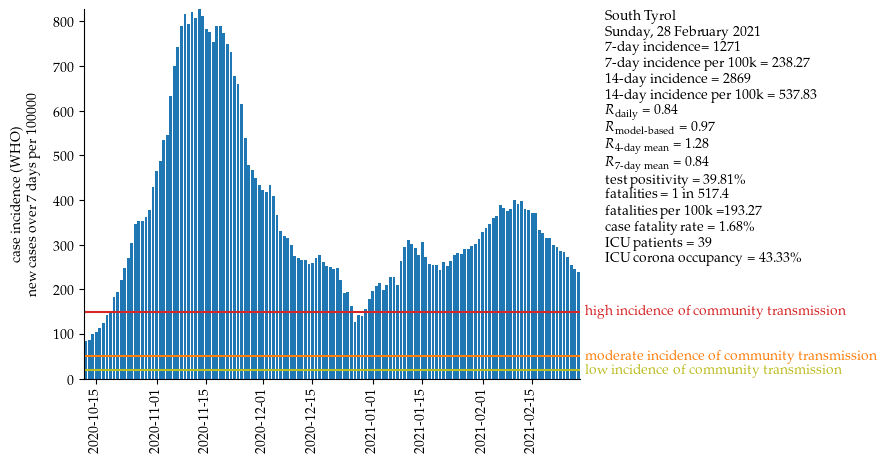 case incidence (WHO)
new cases over 7 days per 100000
800
700
600
500
400
300
200
100
0
2020-10-15
2020-11-01
2020-11-15
2020-12-01
2020-12-15
2021-01-01
2021-01-15
2021-02-01
2021-02-15
high incidence of community transmission
moderate incidence of community transmission
low incidence of community transmission
South Tyrol
Sunday, 28 February 2021
7-day incidence= 1271
7-day incidence per 100k = 238.27
14-day incidence = 2869
14-day incidence per 100k = 537.83
Rdaily = 0.84
Rmodel-based = 0.97
R4-day mean = 1.28
R7-day mean = 0.84
test positivity = 39.81%
fatalities = 1 in 517.4
fatalities per 100k =193.27
case fatality rate = 1.68%
ICU patients = 39
ICU corona occupancy = 43.33%